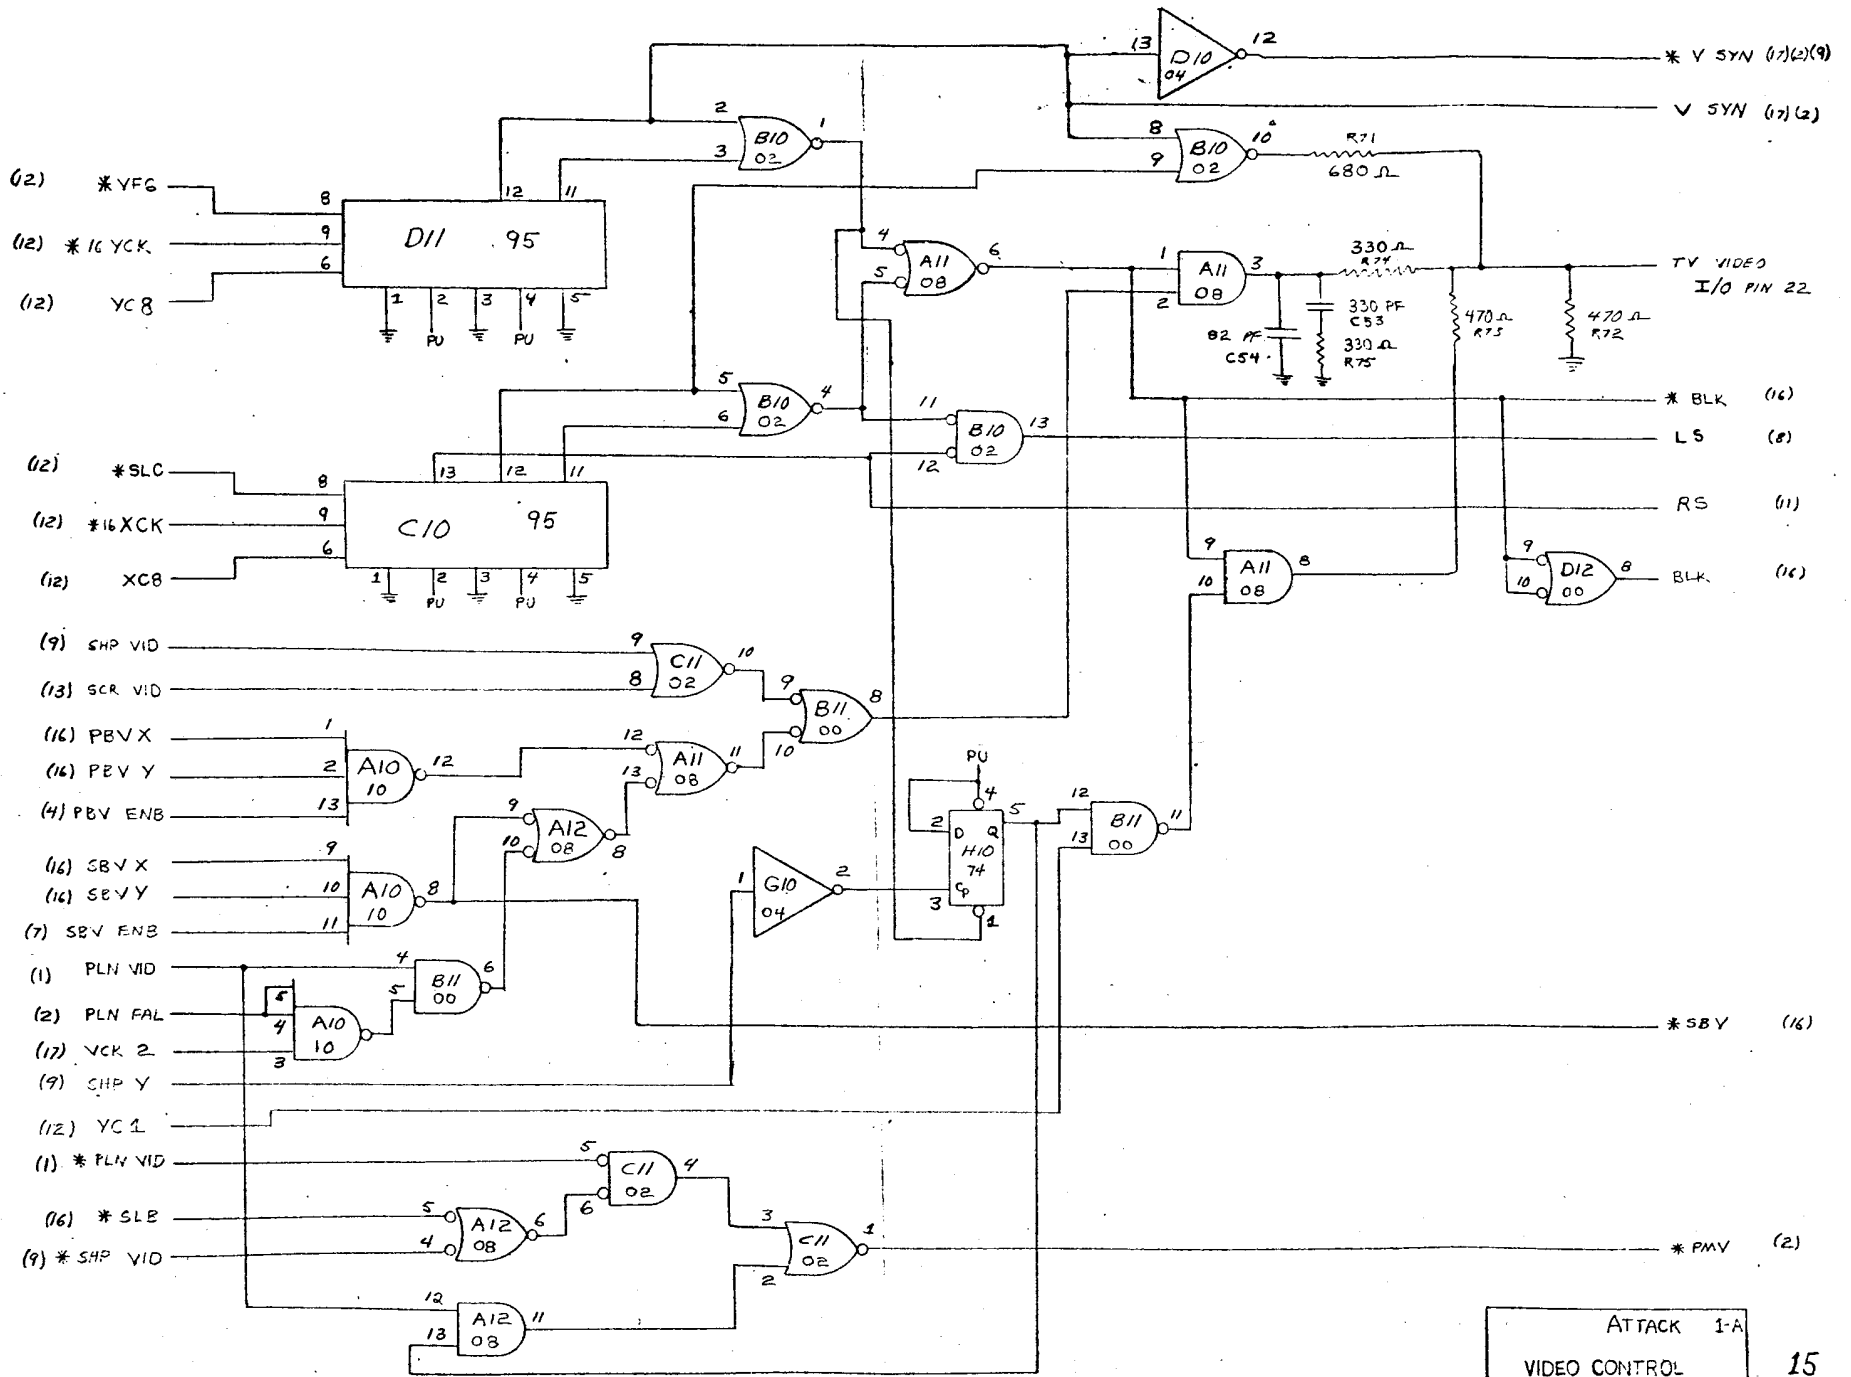 13 D10 04 12 * V SYN (17)(2)(9)
V SYN (17)(2)
2 3 B10 02 1
8 9 B10 02 10 R71 680 Ω
(12) *YFG
(12) *16 YCK
(12) YC8
8 9 6 D11 95 12 11
1 2 3 4 5
PU PU
4 5 A11 08 6
1 2 A11 08 3
330 Ω R74
TV VIDEO
I/O PIN 22
82 PF C54
330 PF C53
330 Ω R75
470 Ω R73
470 Ω R72
5 6 B10 02 4
11 12 B10 02 13
* BLK (16)
LS (8)
RS (11)
(12) *SLC
(12) *16 XCK
(12) XC8
8 9 6 C10 95 13 12 11
1 2 3 4 5
PU PU
9 10 A11 08 8
9 10 D12 00 8
BLK (16)
(9) SHP VID
(13) SCR VID
9 8 C11 02 10
9 10 B11 00 8
(16) PBV X
(16) PBV Y
(4) PBV ENB
1 2 13 A10 10 12
12 13 A11 08 11
9 10 A12 08 8
(16) SBV X
(16) SBV Y
(7) SBV ENB
9 10 11 A10 10 8
1 G10 04 2
PU
4 2 D Q 5
H10
74
CP 3 1
12 13 B11 00 11
(1) PLN VID
(2) PLN FAL
(17) VCK 2
5 4 3 A10 10
4 5 B11 00 6
* SBV (16)
(9) SHP Y
(12) YC1
(1) * PLN VID
(16) * SLB
(9) * SHP VID
5 6 C11 02 4
5 4 A12 08 6
3 2 C11 02 1
* PMV (2)
12 13 A12 08 11
ATTACK 1-A
VIDEO CONTROL
15